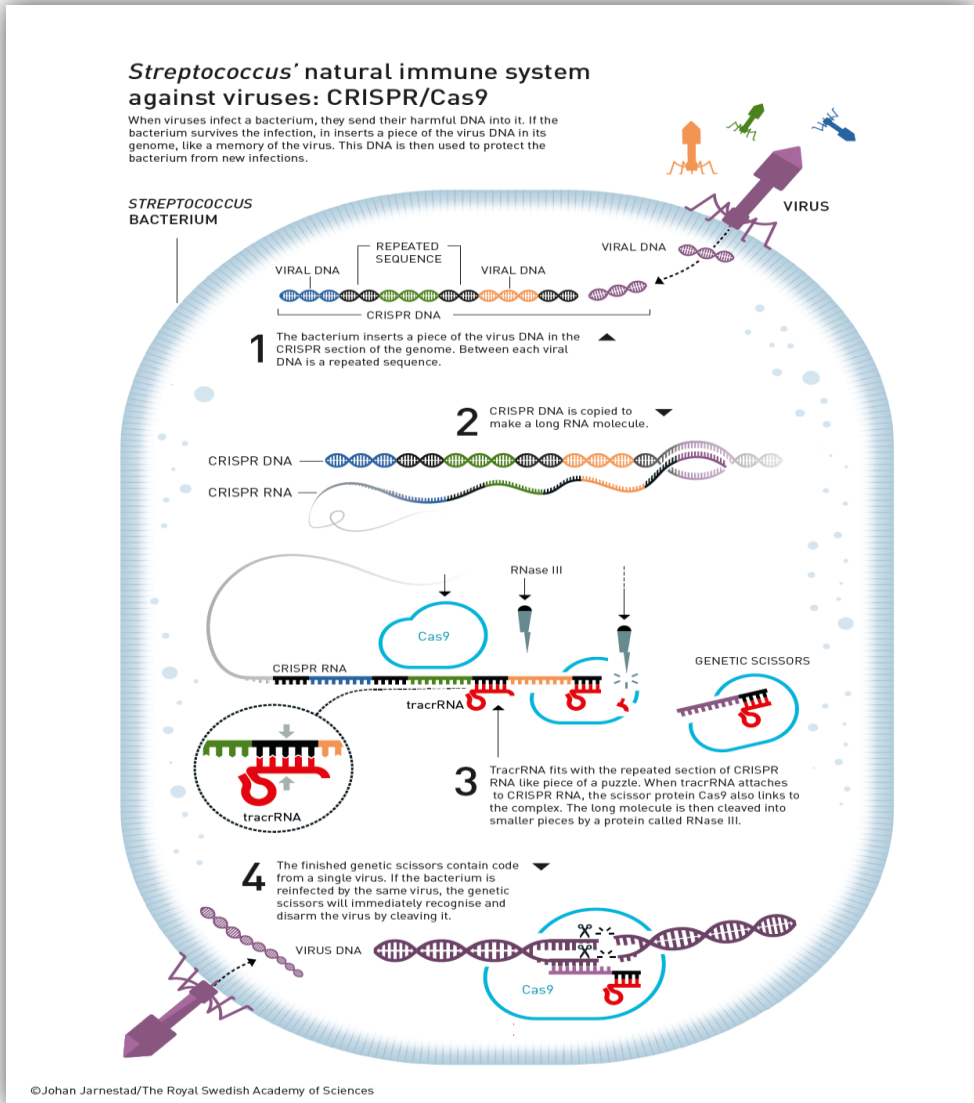 Streptococcus’ natural immune system
against viruses: CRISPR/Cas9
When viruses infect a bacterium, they send their harmful DNA into it. If the
bacterium survives the infection, in inserts a piece of the virus DNA in its
genome, like a memory of the virus. This DNA is then used to protect the
bacterium from new infections.
STREPTOCOCCUS
BACTERIUM
VIRUS
VIRAL DNA
REPEATED
SEQUENCE
VIRAL DNA
VIRAL DNA
CRISPR DNA
1
The bacterium inserts a piece of the virus DNA in the
CRISPR section of the genome. Between each viral
DNA is a repeated sequence.
2
CRISPR DNA is copied to
make a long RNA molecule.
CRISPR DNA
CRISPR RNA
RNase III
Cas9
CRISPR RNA
GENETIC SCISSORS
tracrRNA
tracrRNA
3
TracrRNA fits with the repeated section of CRISPR
RNA like piece of a puzzle. When tracrRNA attaches
to CRISPR RNA, the scissor protein Cas9 also links to
the complex. The long molecule is then cleaved into
smaller pieces by a protein called RNase III.
4
The finished genetic scissors contain code
from a single virus. If the bacterium is
reinfected by the same virus, the genetic
scissors will immediately recognise and
disarm the virus by cleaving it.
VIRUS DNA
Cas9
©Johan Jarnestad/The Royal Swedish Academy of Sciences